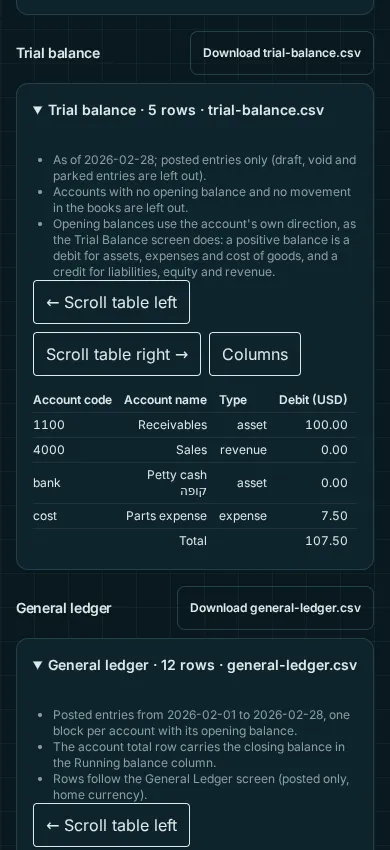 Trial balance
Download trial-balance.csv
▼ Trial balance · 5 rows · trial-balance.csv
• As of 2026-02-28; posted entries only (draft, void and
parked entries are left out).
• Accounts with no opening balance and no movement
in the books are left out.
• Opening balances use the account's own direction, as
the Trial Balance screen does: a positive balance is a
debit for assets, expenses and cost of goods, and a
credit for liabilities, equity and revenue.
← Scroll table left
Scroll table right → Columns
Account code Account name Type Debit (USD)
1100 Receivables asset 100.00
4000 Sales revenue 0.00
bank Petty cash asset 0.00
קופה
cost Parts expense expense 7.50
Total 107.50
General ledger
Download general-ledger.csv
▼ General ledger · 12 rows · general-ledger.csv
• Posted entries from 2026-02-01 to 2026-02-28, one
block per account with its opening balance.
• The account total row carries the closing balance in
the Running balance column.
• Rows follow the General Ledger screen (posted only,
home currency).
← Scroll table left